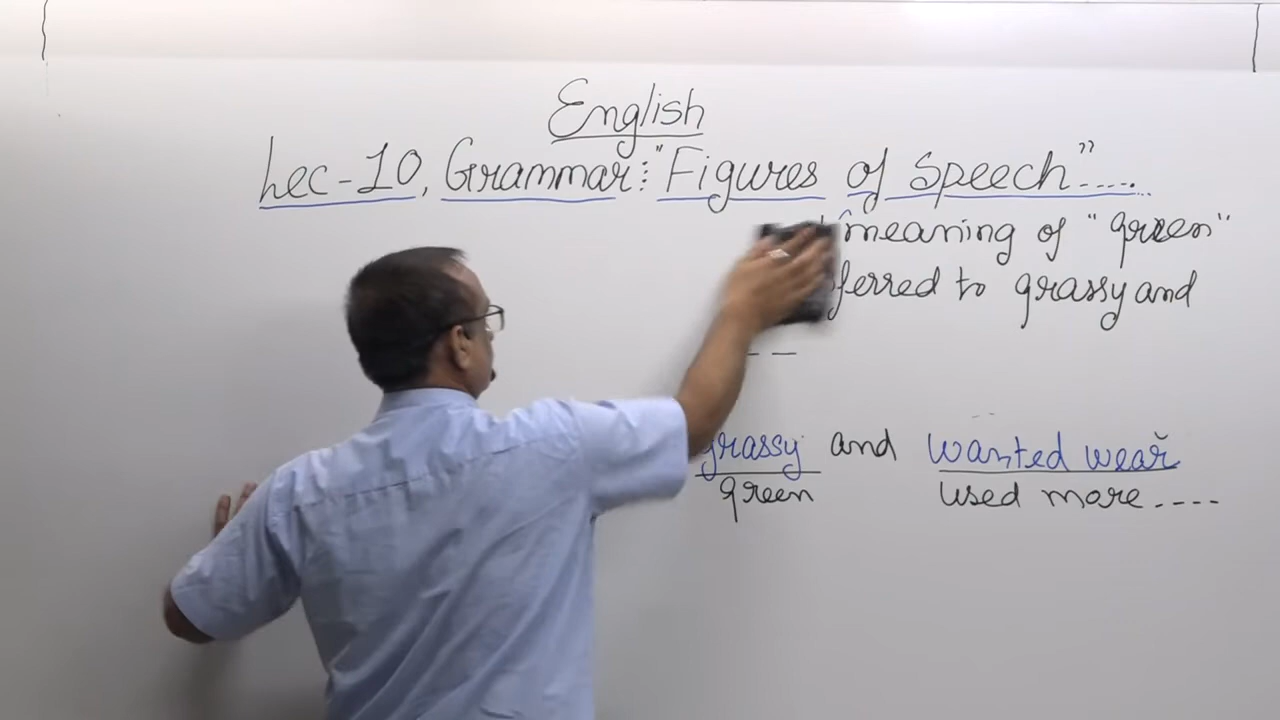 English
Lec-10, Grammar: "Figures of Speech"....
meaning of "green"
ferred to grassy and
grassy and wanted wear
green used more....